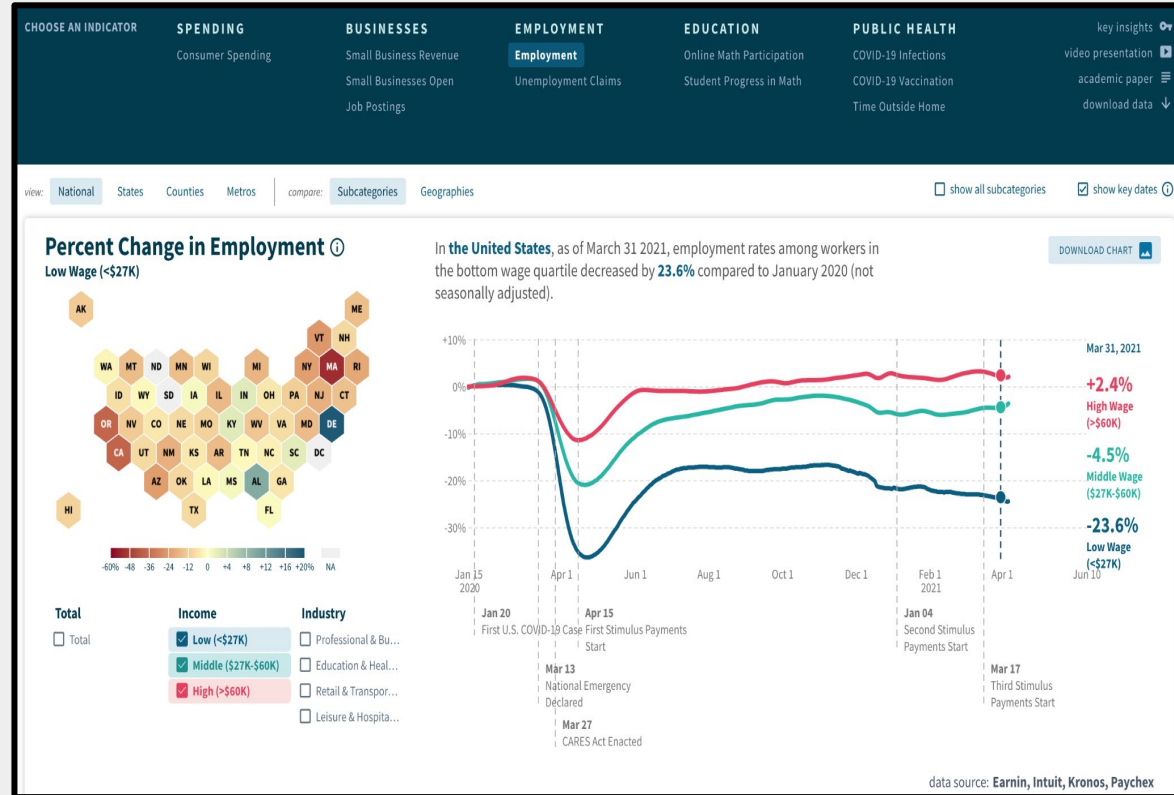 CHOOSE AN INDICATOR
SPENDING
Consumer Spending
BUSINESSES
Small Business Revenue
Small Businesses Open
Job Postings
EMPLOYMENT
Employment
Unemployment Claims
EDUCATION
Online Math Participation
Student Progress in Math
PUBLIC HEALTH
COVID-19 Infections
COVID-19 Vaccination
Time Outside Home
key insights
video presentation
academic paper
download data
view: National States Counties Metros compare: Subcategories Geographies
show all subcategories show key dates
Percent Change in Employment
Low Wage (<$27K)
In the United States, as of March 31 2021, employment rates among workers in
the bottom wage quartile decreased by 23.6% compared to January 2020 (not
seasonally adjusted).
DOWNLOAD CHART
AK ME
VT NH
WA MT ND MN WI MI NY MA RI
ID WY SD IA IL IN OH PA NJ CT
OR NV CO NE MO KY WV VA MD DE
CA UT NM KS AR TN NC SC DC
AZ OK LA MS AL GA
HI TX FL
-60% -48 -36 -24 -12 0 +4 +8 +12 +16 +20% NA
Total
Total
Income
Low (<$27K)
Middle ($27K-$60K)
High (>$60K)
Industry
Professional & Bu...
Education & Heal...
Retail & Transpor...
Leisure & Hospita...
+10%
0%
-10%
-20%
-30%
Jan 15
2020
Apr 1
Jun 1
Aug 1
Oct 1
Dec 1
Feb 1
2021
Apr 1
Jun 10
Mar 31, 2021
+2.4%
High Wage
(>$60K)
-4.5%
Middle Wage
($27K-$60K)
-23.6%
Low Wage
(<$27K)
Jan 20
First U.S. COVID-19 Case
Apr 15
First Stimulus Payments
Start
Mar 13
National Emergency
Declared
Mar 27
CARES Act Enacted
Jan 04
Second Stimulus
Payments Start
Mar 17
Third Stimulus
Payments Start
data source: Earnin, Intuit, Kronos, Paychex